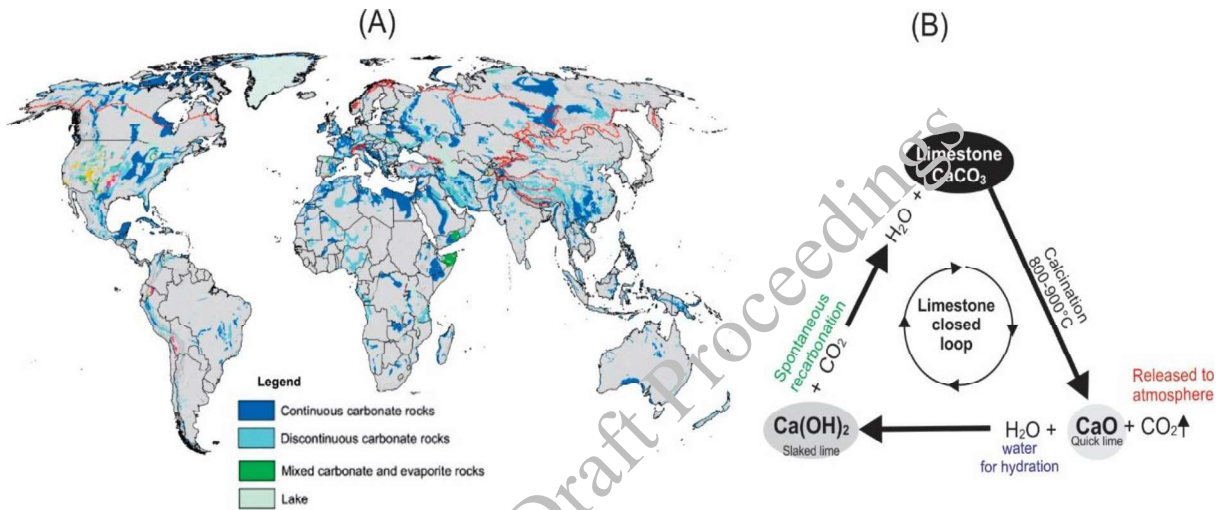 (A)
Legend
Continuous carbonate rocks
Discontinuous carbonate rocks
Mixed carbonate and evaporite rocks
Lake
(B)
Limestone
CaCO₃
H₂O +
Calcination
800-900°C
Spontaneous
recarbonation
+ CO₂
Limestone
closed
loop
Released to
atmosphere
Ca(OH)₂
Slaked lime
H₂O +
water
for hydration
CaO
Quick lime
+ CO₂
Draft Proceedings